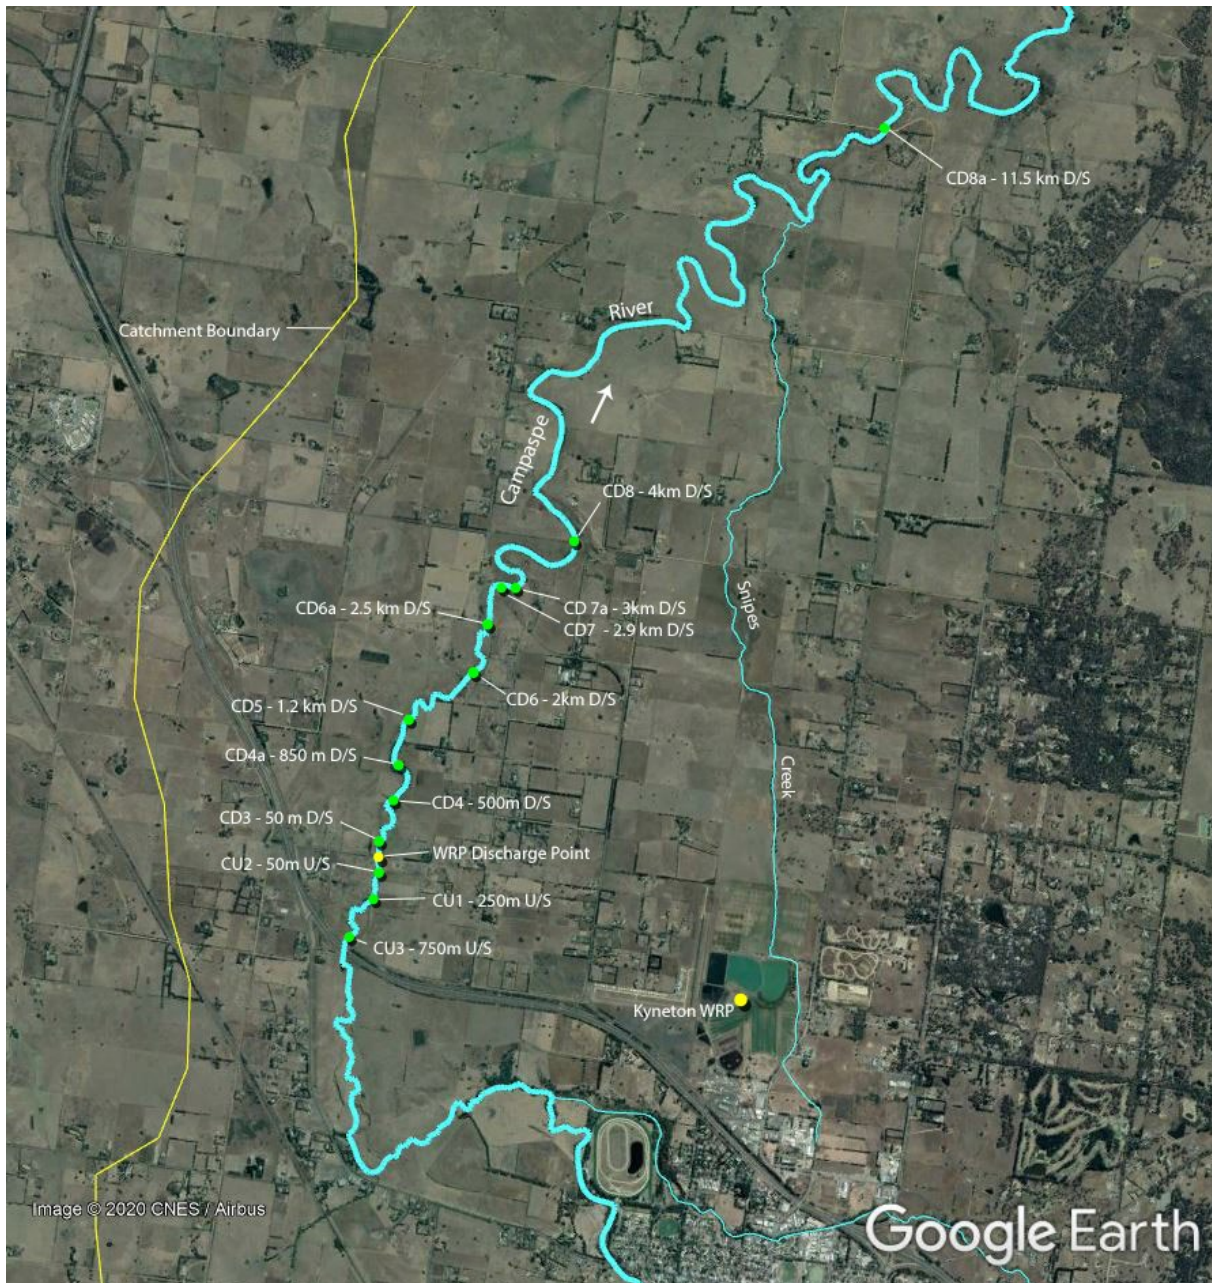 CD8a - 11.5 km D/S
River
Catchment Boundary
Campaspe
CD8 - 4km D/S
CD6a - 2.5 km D/S
CD 7a - 3km D/S
CD7 - 2.9 km D/S
Snipes
CD6 - 2km D/S
CD5 - 1.2 km D/S
CD4a - 850 m D/S
Creek
CD4 - 500m D/S
CD3 - 50 m D/S
WRP Discharge Point
CU2 - 50m U/S
CU1 - 250m U/S
CU3 - 750m U/S
Kyneton WRP
Image © 2020 CNES / Airbus
Google Earth